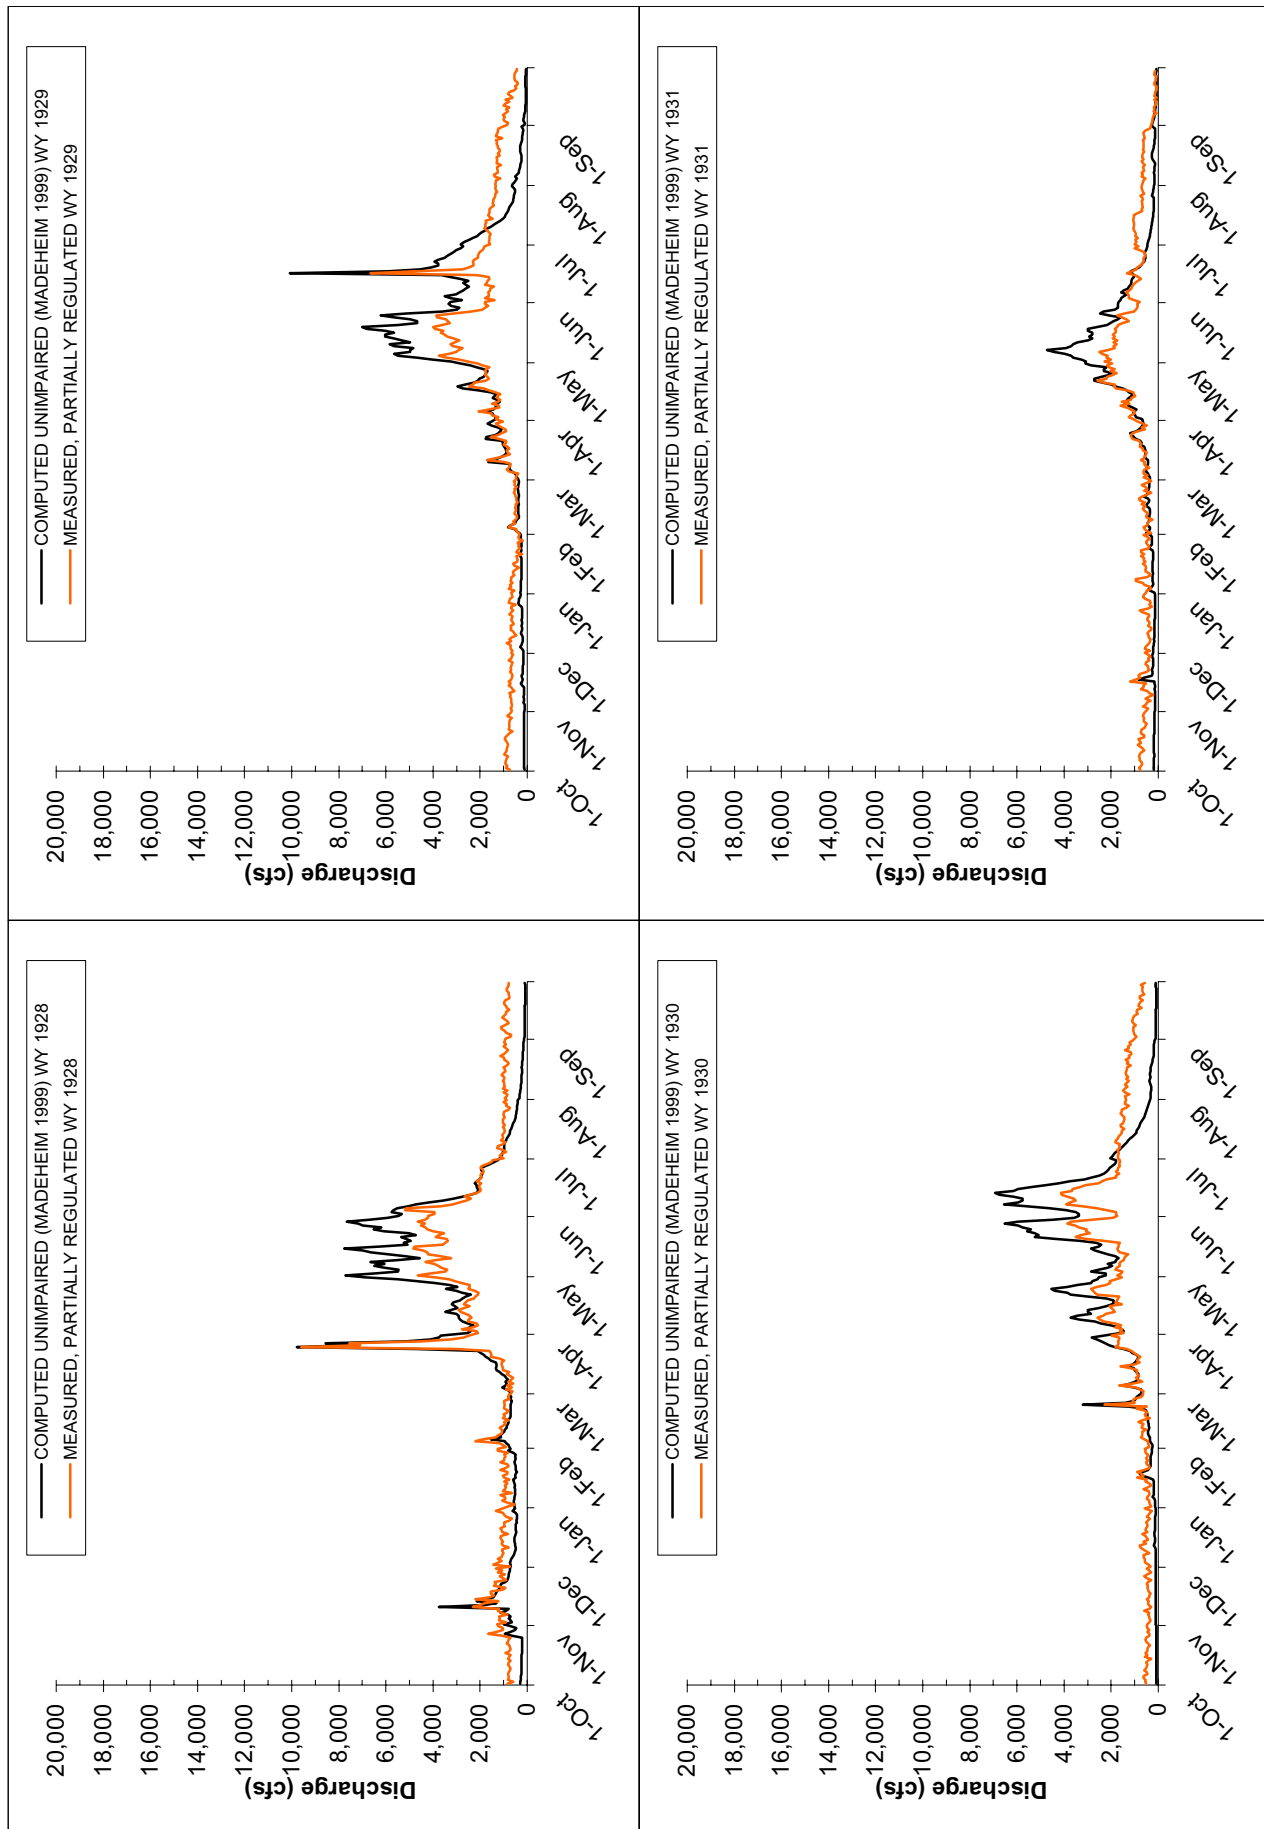 COMPUTED UNIMPAIRED (MADEHEIM 1999) WY 1928
MEASURED, PARTIALLY REGULATED WY 1928
Discharge (cfs)
20,000
18,000
16,000
14,000
12,000
10,000
8,000
6,000
4,000
2,000
0
1-Oct
1-Nov
1-Dec
1-Jan
1-Feb
1-Mar
1-Apr
1-May
1-Jun
1-Jul
1-Aug
1-Sep
COMPUTED UNIMPAIRED (MADEHEIM 1999) WY 1930
MEASURED, PARTIALLY REGULATED WY 1930
Discharge (cfs)
20,000
18,000
16,000
14,000
12,000
10,000
8,000
6,000
4,000
2,000
0
1-Oct
1-Nov
1-Dec
1-Jan
1-Feb
1-Mar
1-Apr
1-May
1-Jun
1-Jul
1-Aug
1-Sep
COMPUTED UNIMPAIRED (MADEHEIM 1999) WY 1929
MEASURED, PARTIALLY REGULATED WY 1929
Discharge (cfs)
20,000
18,000
16,000
14,000
12,000
10,000
8,000
6,000
4,000
2,000
0
1-Oct
1-Nov
1-Dec
1-Jan
1-Feb
1-Mar
1-Apr
1-May
1-Jun
1-Jul
1-Aug
1-Sep
COMPUTED UNIMPAIRED (MADEHEIM 1999) WY 1931
MEASURED, PARTIALLY REGULATED WY 1931
Discharge (cfs)
20,000
18,000
16,000
14,000
12,000
10,000
8,000
6,000
4,000
2,000
0
1-Oct
1-Nov
1-Dec
1-Jan
1-Feb
1-Mar
1-Apr
1-May
1-Jun
1-Jul
1-Aug
1-Sep